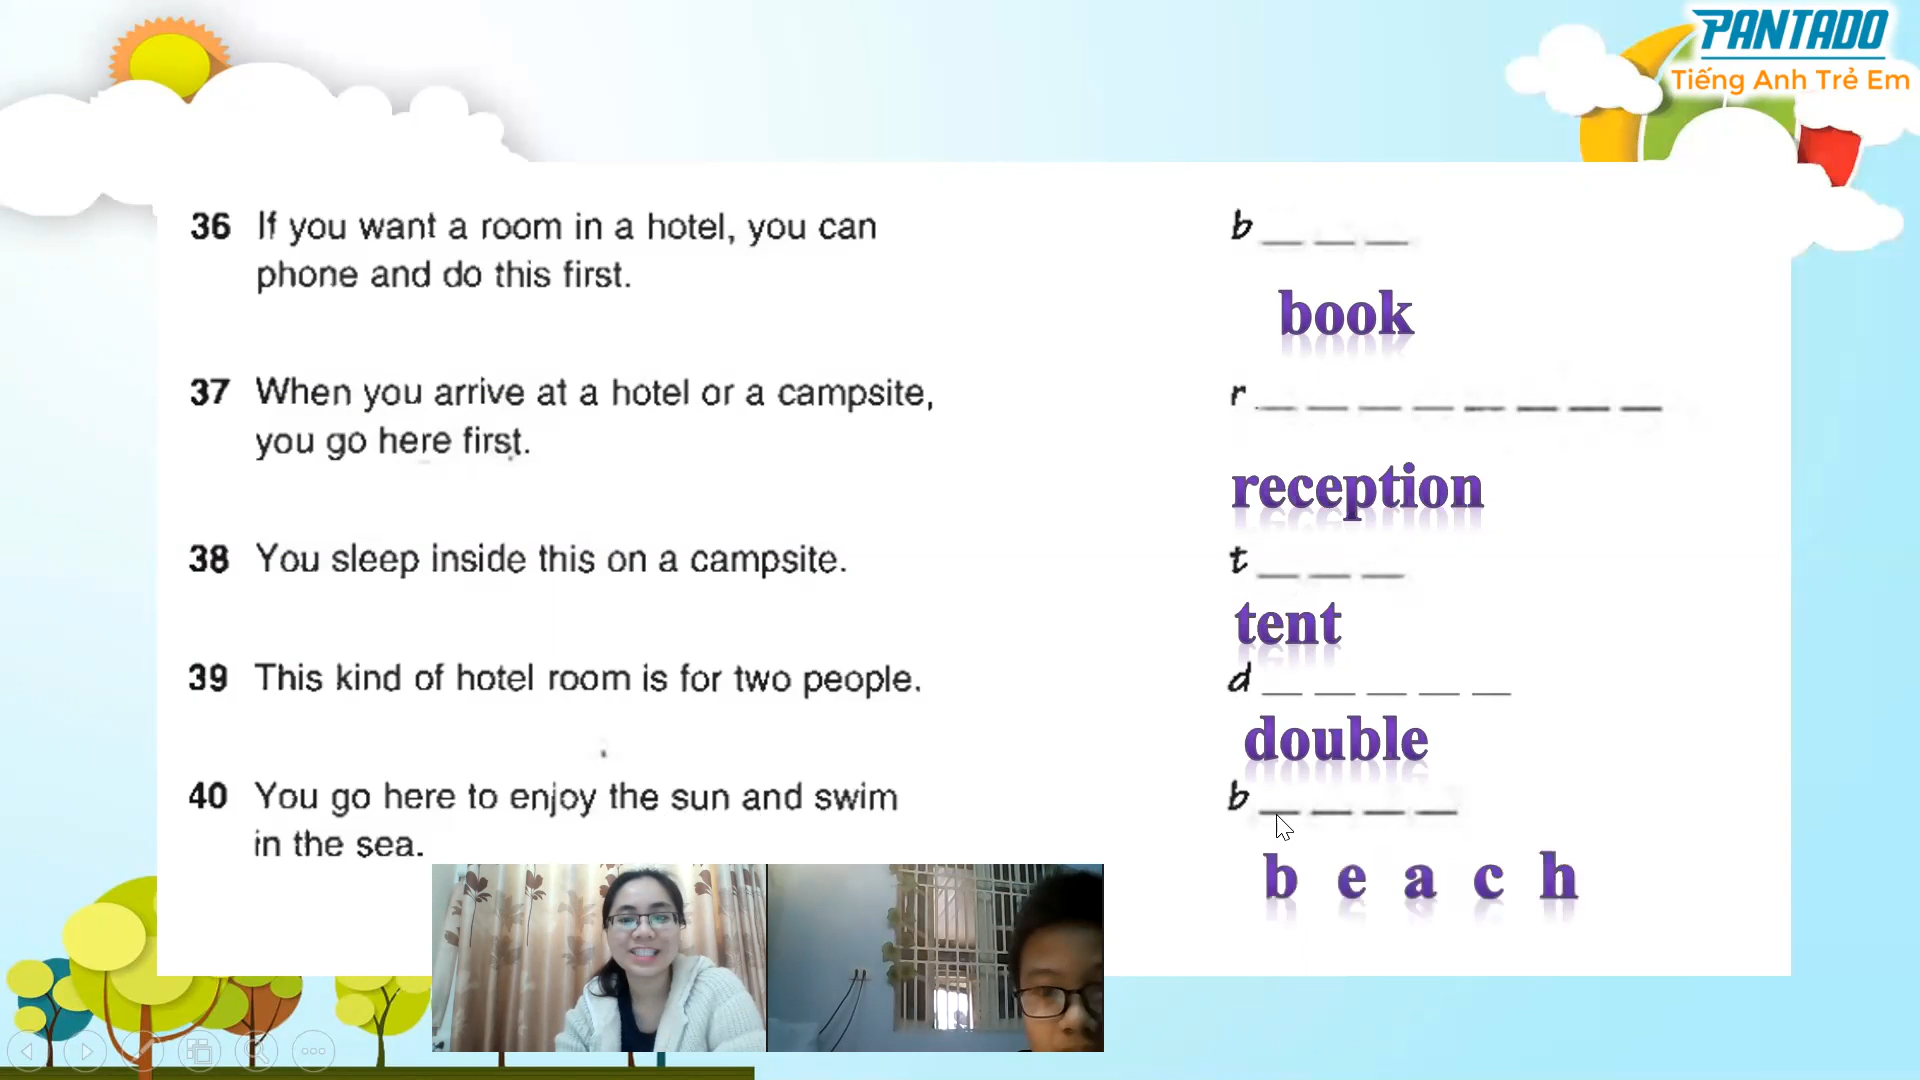 PANTADO
Tiếng Anh Trẻ Em
36 If you want a room in a hotel, you can b _ _ _
phone and do this first.
book
37 When you arrive at a hotel or a campsite, r _ _ _ _ _ _ _ _
you go here first.
reception
38 You sleep inside this on a campsite. t _ _ _
tent
39 This kind of hotel room is for two people. d _ _ _ _ _
double
40 You go here to enjoy the sun and swim b _ _ _ _
in the sea.
b e a c h